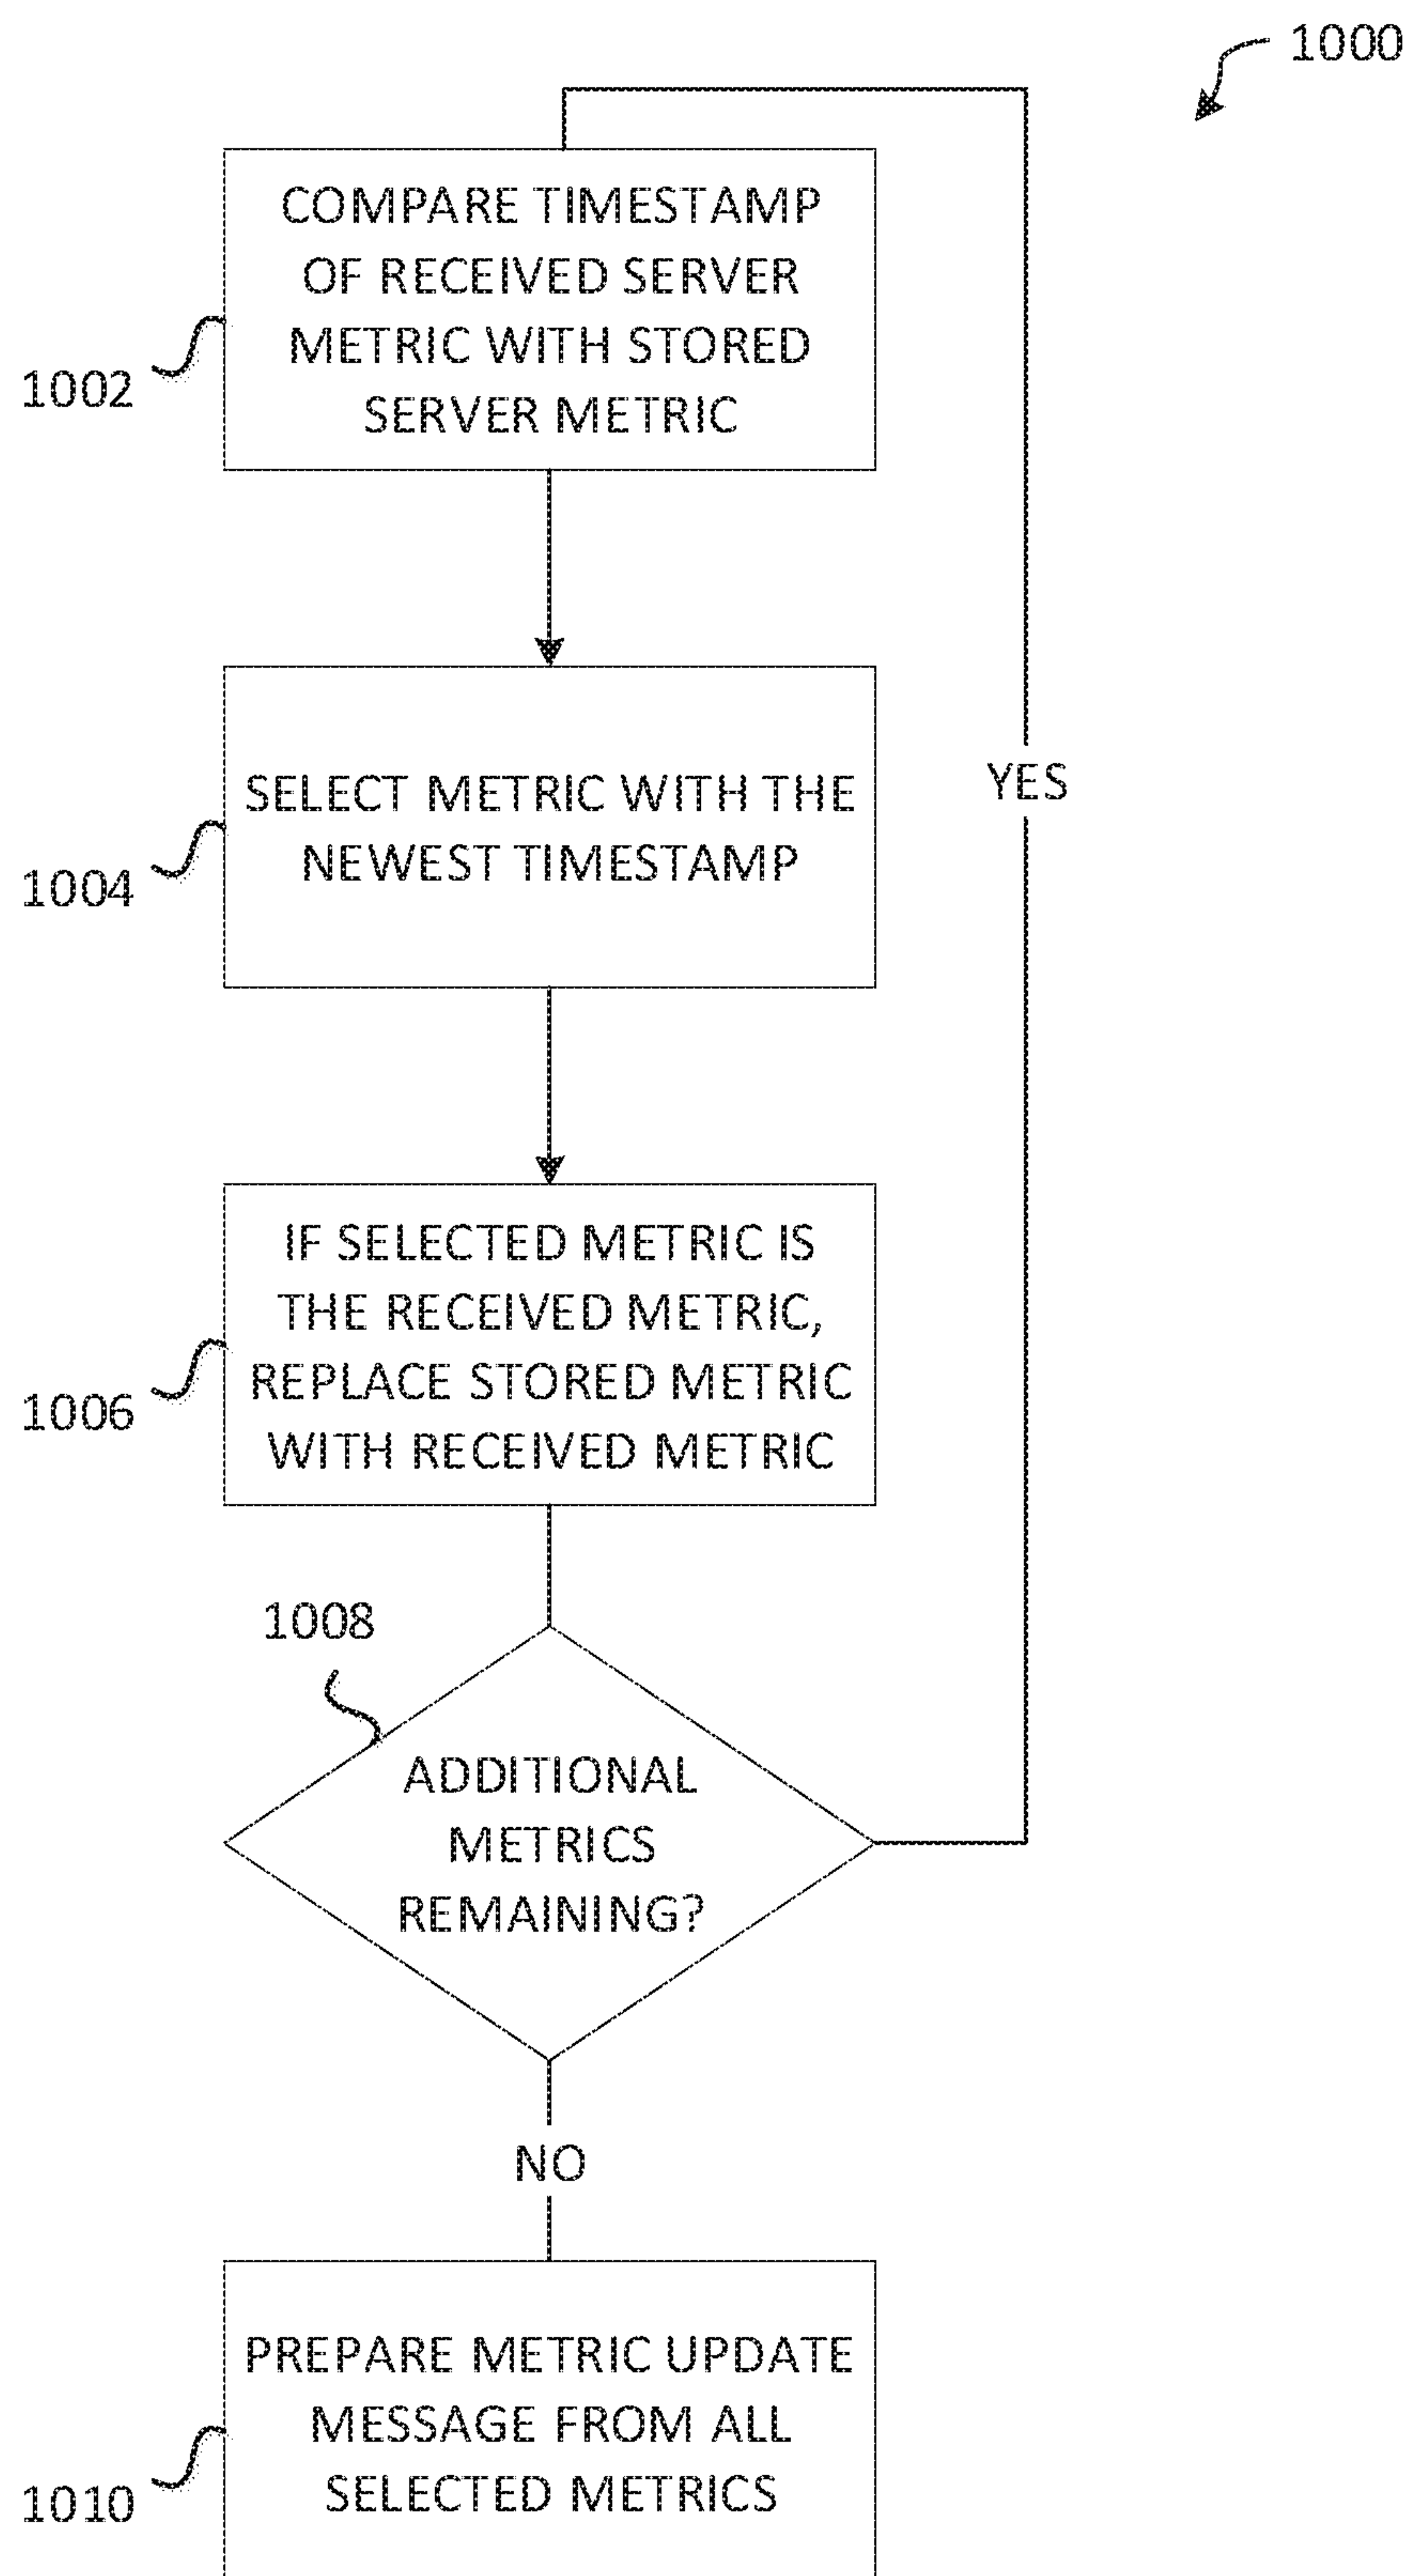 1000
COMPARE TIMESTAMP
OF RECEIVED SERVER
METRIC WITH STORED
SERVER METRIC
1002
SELECT METRIC WITH THE
NEWEST TIMESTAMP
1004
YES
IF SELECTED METRIC IS
THE RECEIVED METRIC,
REPLACE STORED METRIC
WITH RECEIVED METRIC
1006
1008
ADDITIONAL
METRICS
REMAINING?
NO
PREPARE METRIC UPDATE
MESSAGE FROM ALL
SELECTED METRICS
1010